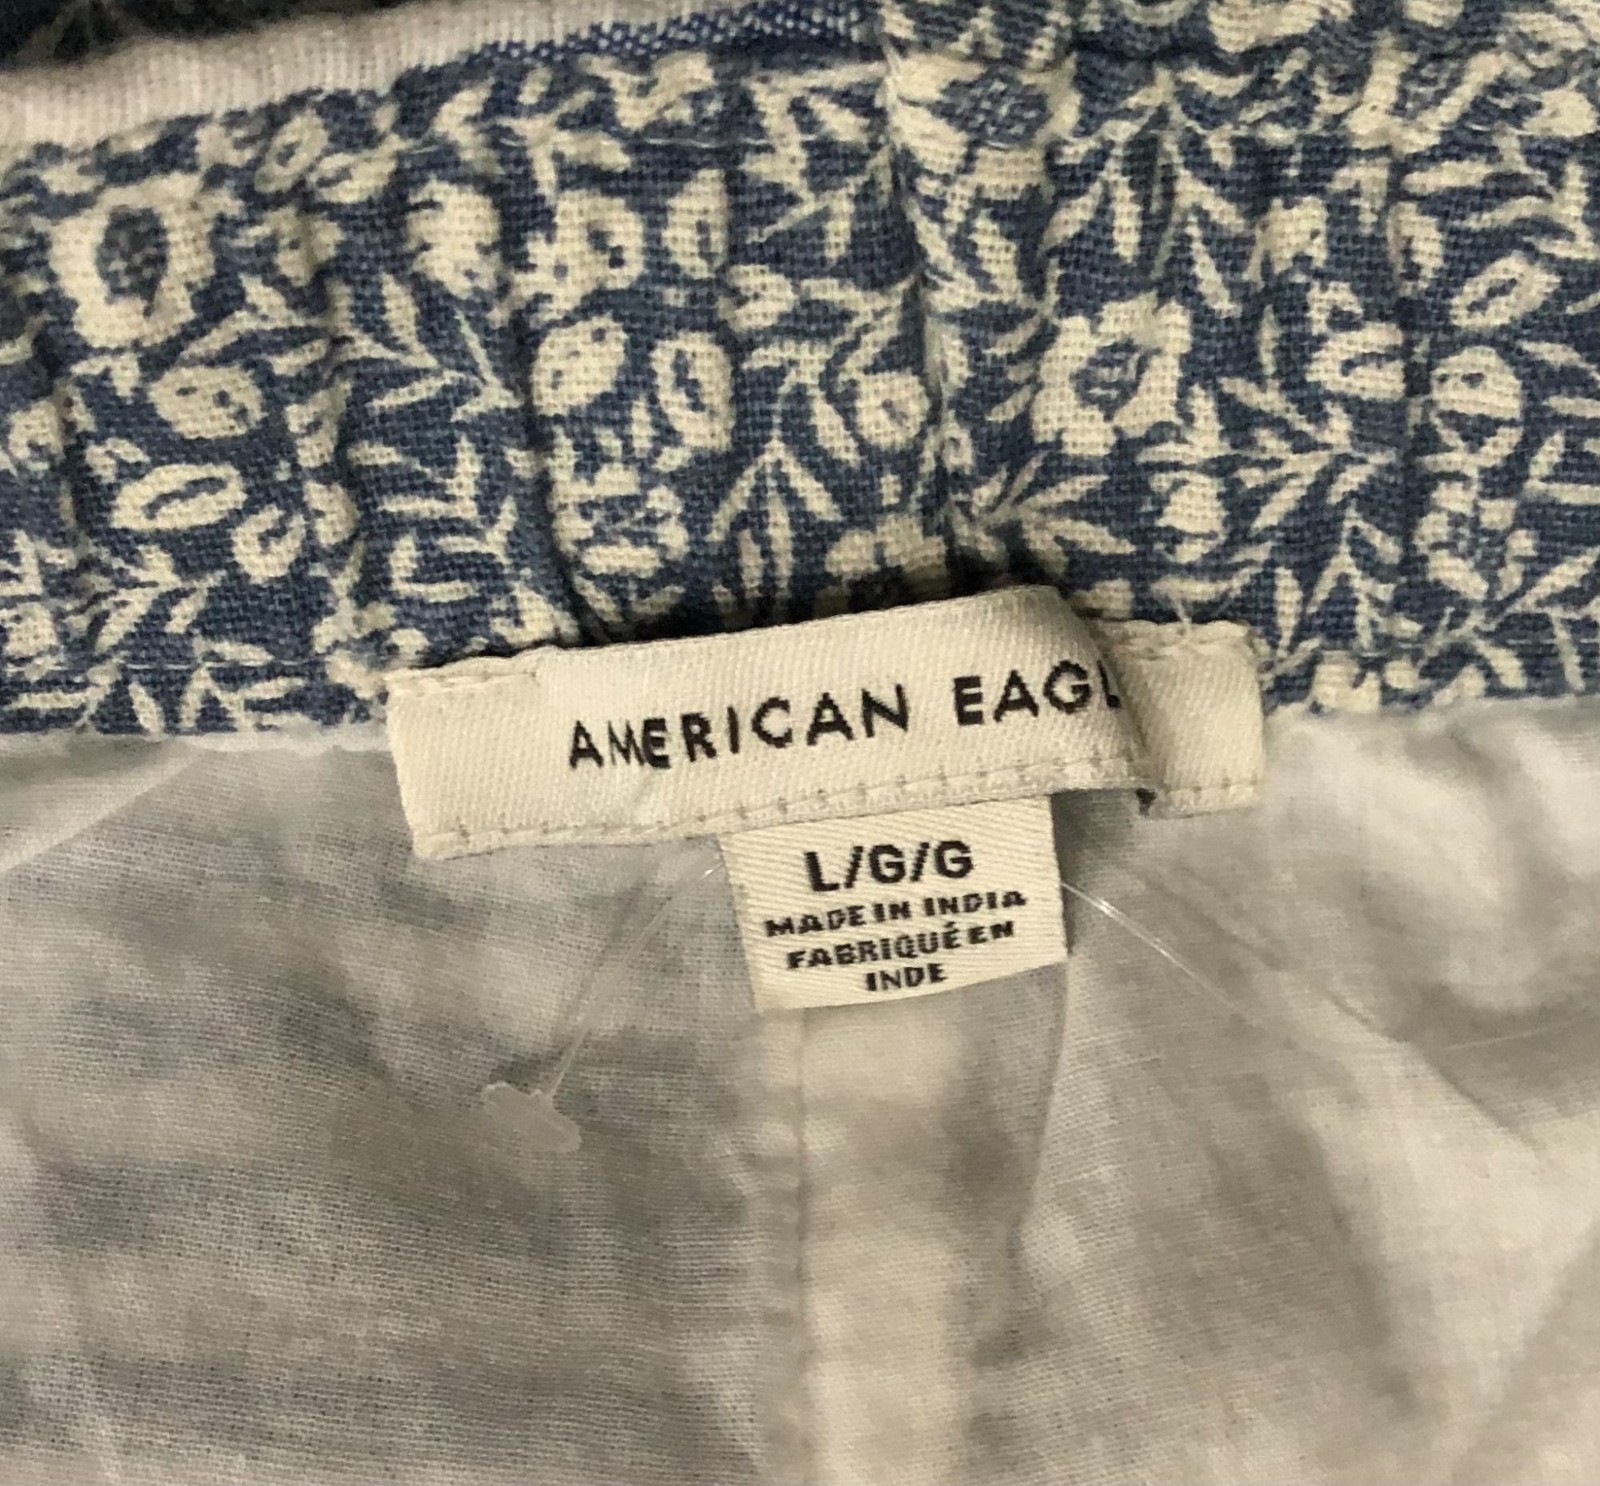 AMERICAN EAGL
L/G/G
MADE IN INDIA
FABRIQUÉ EN
INDE